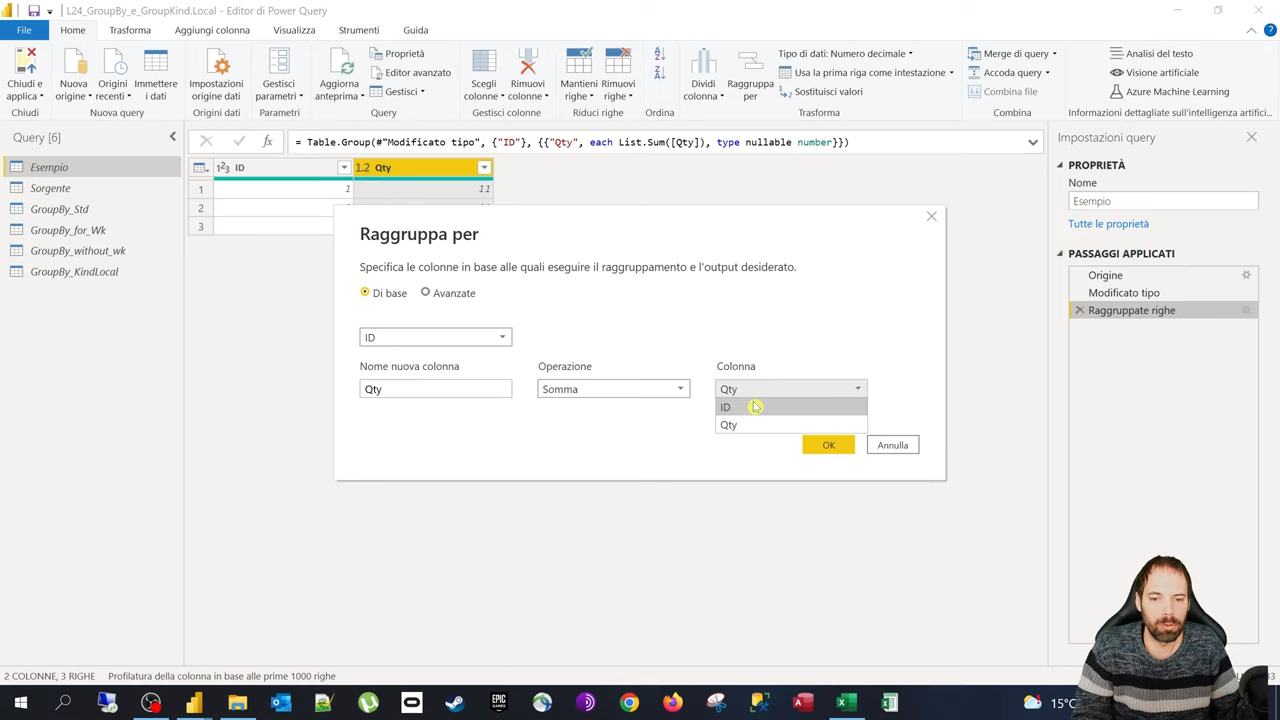 L24_GroupBy_e_GroupKind.Local - Editor di Power Query
File
Home
Trasforma
Aggiungi colonna
Visualizza
Strumenti
Guida
Chiudi e applica
Nuova origine
Origini recenti
Immettere i dati
Impostazioni origine dati
Gestisci parametri
Aggiorna anteprima
Proprietà
Editor avanzato
Gestisci
Scegli colonne
Rimuovi colonne
Mantieni righe
Rimuovi righe
Dividi colonna
Raggruppa per
Tipo di dati: Numero decimale
Usa la prima riga come intestazione
Sostituisci valori
Merge di query
Accoda query
Combina file
Analisi del testo
Visione artificiale
Azure Machine Learning
Chiudi
Nuova query
Origini dati
Parametri
Query
Gestisci colonne
Riduci righe
Ordina
Trasforma
Combina
Informazioni dettagliate sull'intelligenza artific...
Query [6]
Esempio
Sorgente
GroupBy_Std
GroupBy_for_Wk
GroupBy_without_wk
GroupBy_KindLocal
= Table.Group(#"Modificato tipo", {"ID"}, {{"Qty", each List.Sum([Qty]), type nullable number}})
1²3 ID
1.2 Qty
1 1 11
2
3
Raggruppa per
Specifica le colonne in base alle quali eseguire il raggruppamento e l'output desiderato.
Di base
Avanzate
ID
Nome nuova colonna
Operazione
Colonna
Qty
Somma
Qty
ID
Qty
OK
Annulla
Impostazioni query
PROPRIETÀ
Nome
Esempio
Tutte le proprietà
PASSAGGI APPLICATI
Origine
Modificato tipo
Raggruppate righe
2 COLONNE, 3 RIGHE
Profilatura della colonna in base alle prime 1000 righe
EPIC GAMES
15°C